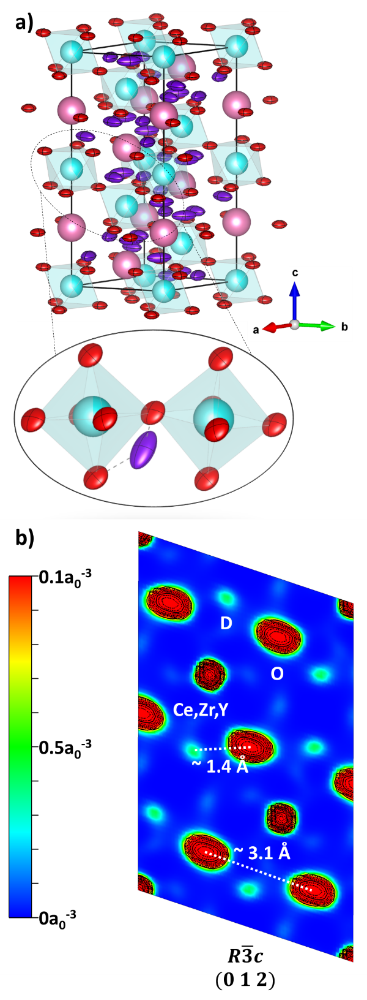 a)
c
a
b
b)
0.1a₀⁻³
D
O
Ce,Zr,Y
0.5a₀⁻³
~ 1.4 Å
~ 3.1 Å
0a₀⁻³
R3̅c
(0 1 2)